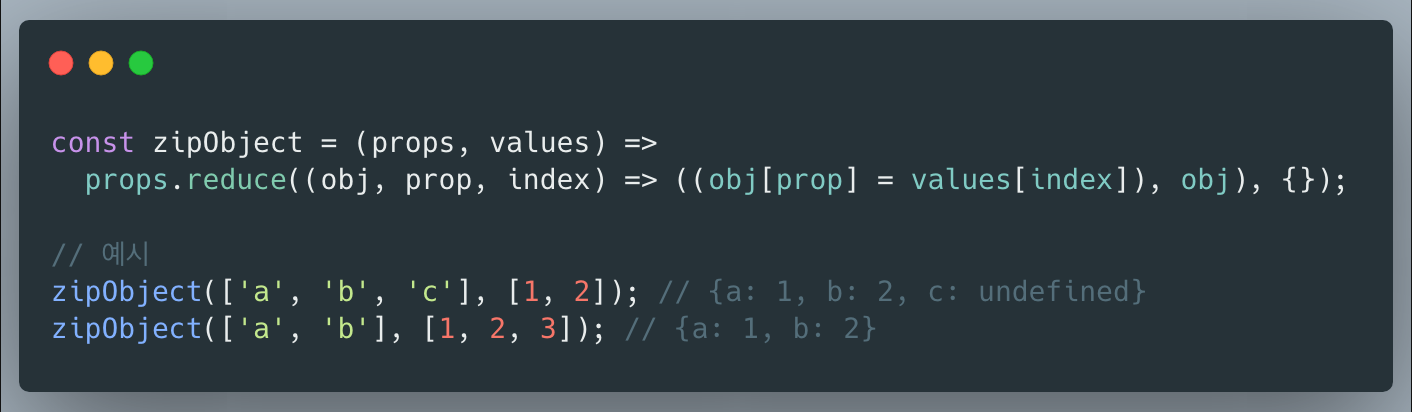 const zipObject = (props, values) =>
props.reduce((obj, prop, index) => ((obj[prop] = values[index]), obj), {});
// 예시
zipObject(['a', 'b', 'c'], [1, 2]); // {a: 1, b: 2, c: undefined}
zipObject(['a', 'b'], [1, 2, 3]); // {a: 1, b: 2}